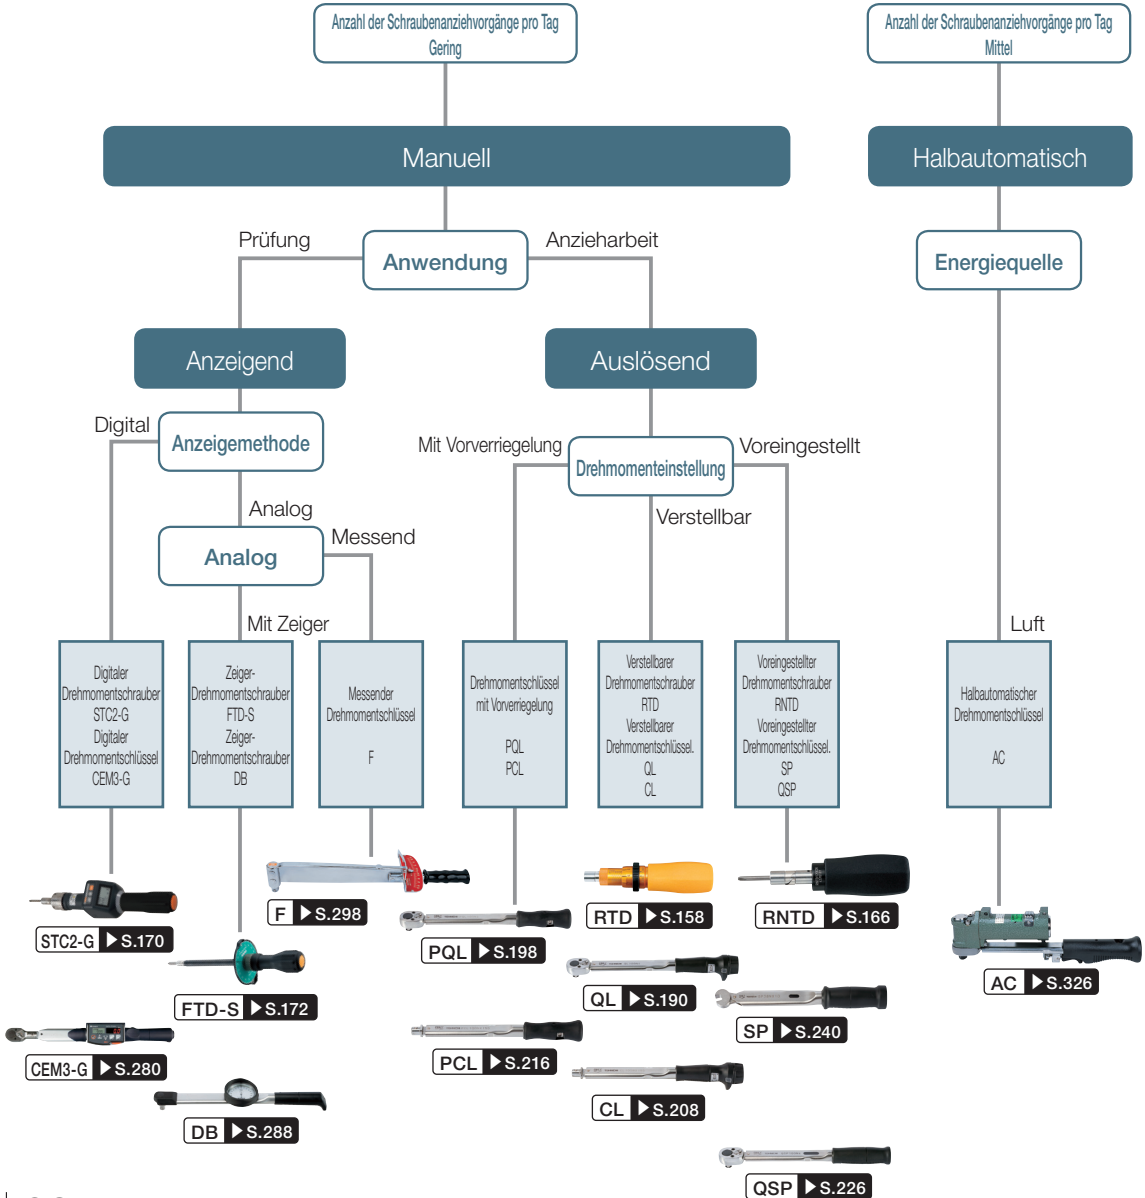 Anzahl der Schraubenanziehvorgänge pro Tag
Gering
Anzahl der Schraubenanziehvorgänge pro Tag
Mittel
Manuell
Halbautomatisch
Prüfung
Anwendung
Anzieharbeit
Energiequelle
Anzeigend
Auslösend
Digital
Anzeigemethode
Mit Vorverriegelung
Drehmomenteinstellung
Voreingestellt
Analog
Verstellbar
Analog
Messend
Mit Zeiger
Luft
Digitaler
Drehmomentschrauber
STC2-G
Digitaler
Drehmomentschlüssel
CEM3-G
Zeiger-
Drehmomentschrauber
FTD-S
Zeiger-
Drehmomentschrauber
DB
Messender
Drehmomentschlüssel
F
Drehmomentschlüssel
mit Vorverriegelung
PQL
PCL
Verstellbarer
Drehmomentschrauber
RTD
Verstellbarer
Drehmomentschlüssel.
QL
CL
Voreingestellter
Drehmomentschrauber
RNTD
Voreingestellter
Drehmomentschlüssel.
SP
QSP
Halbautomatischer
Drehmomentschlüssel
AC
STC2-G ▶S.170
F ▶S.298
PQL ▶S.198
RTD ▶S.158
RNTD ▶S.166
AC ▶S.326
FTD-S ▶S.172
QL ▶S.190
SP ▶S.240
CEM3-G ▶S.280
PCL ▶S.216
CL ▶S.208
DB ▶S.288
QSP ▶S.226